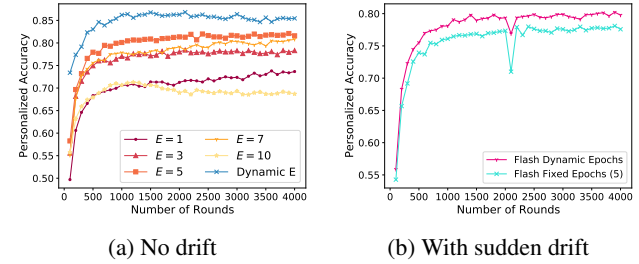 0.85
0.80
0.75
0.70
0.65
0.60
0.55
0.50
Personalized Accuracy
0 500 1000 1500 2000 2500 3000 3500 4000
Number of Rounds
E = 1
E = 3
E = 5
E = 7
E = 10
Dynamic E
(a) No drift
0.80
0.75
0.70
0.65
0.60
0.55
Personalized Accuracy
0 500 1000 1500 2000 2500 3000 3500 4000
Number of Rounds
Flash Dynamic Epochs
Flash Fixed Epochs (5)
(b) With sudden drift